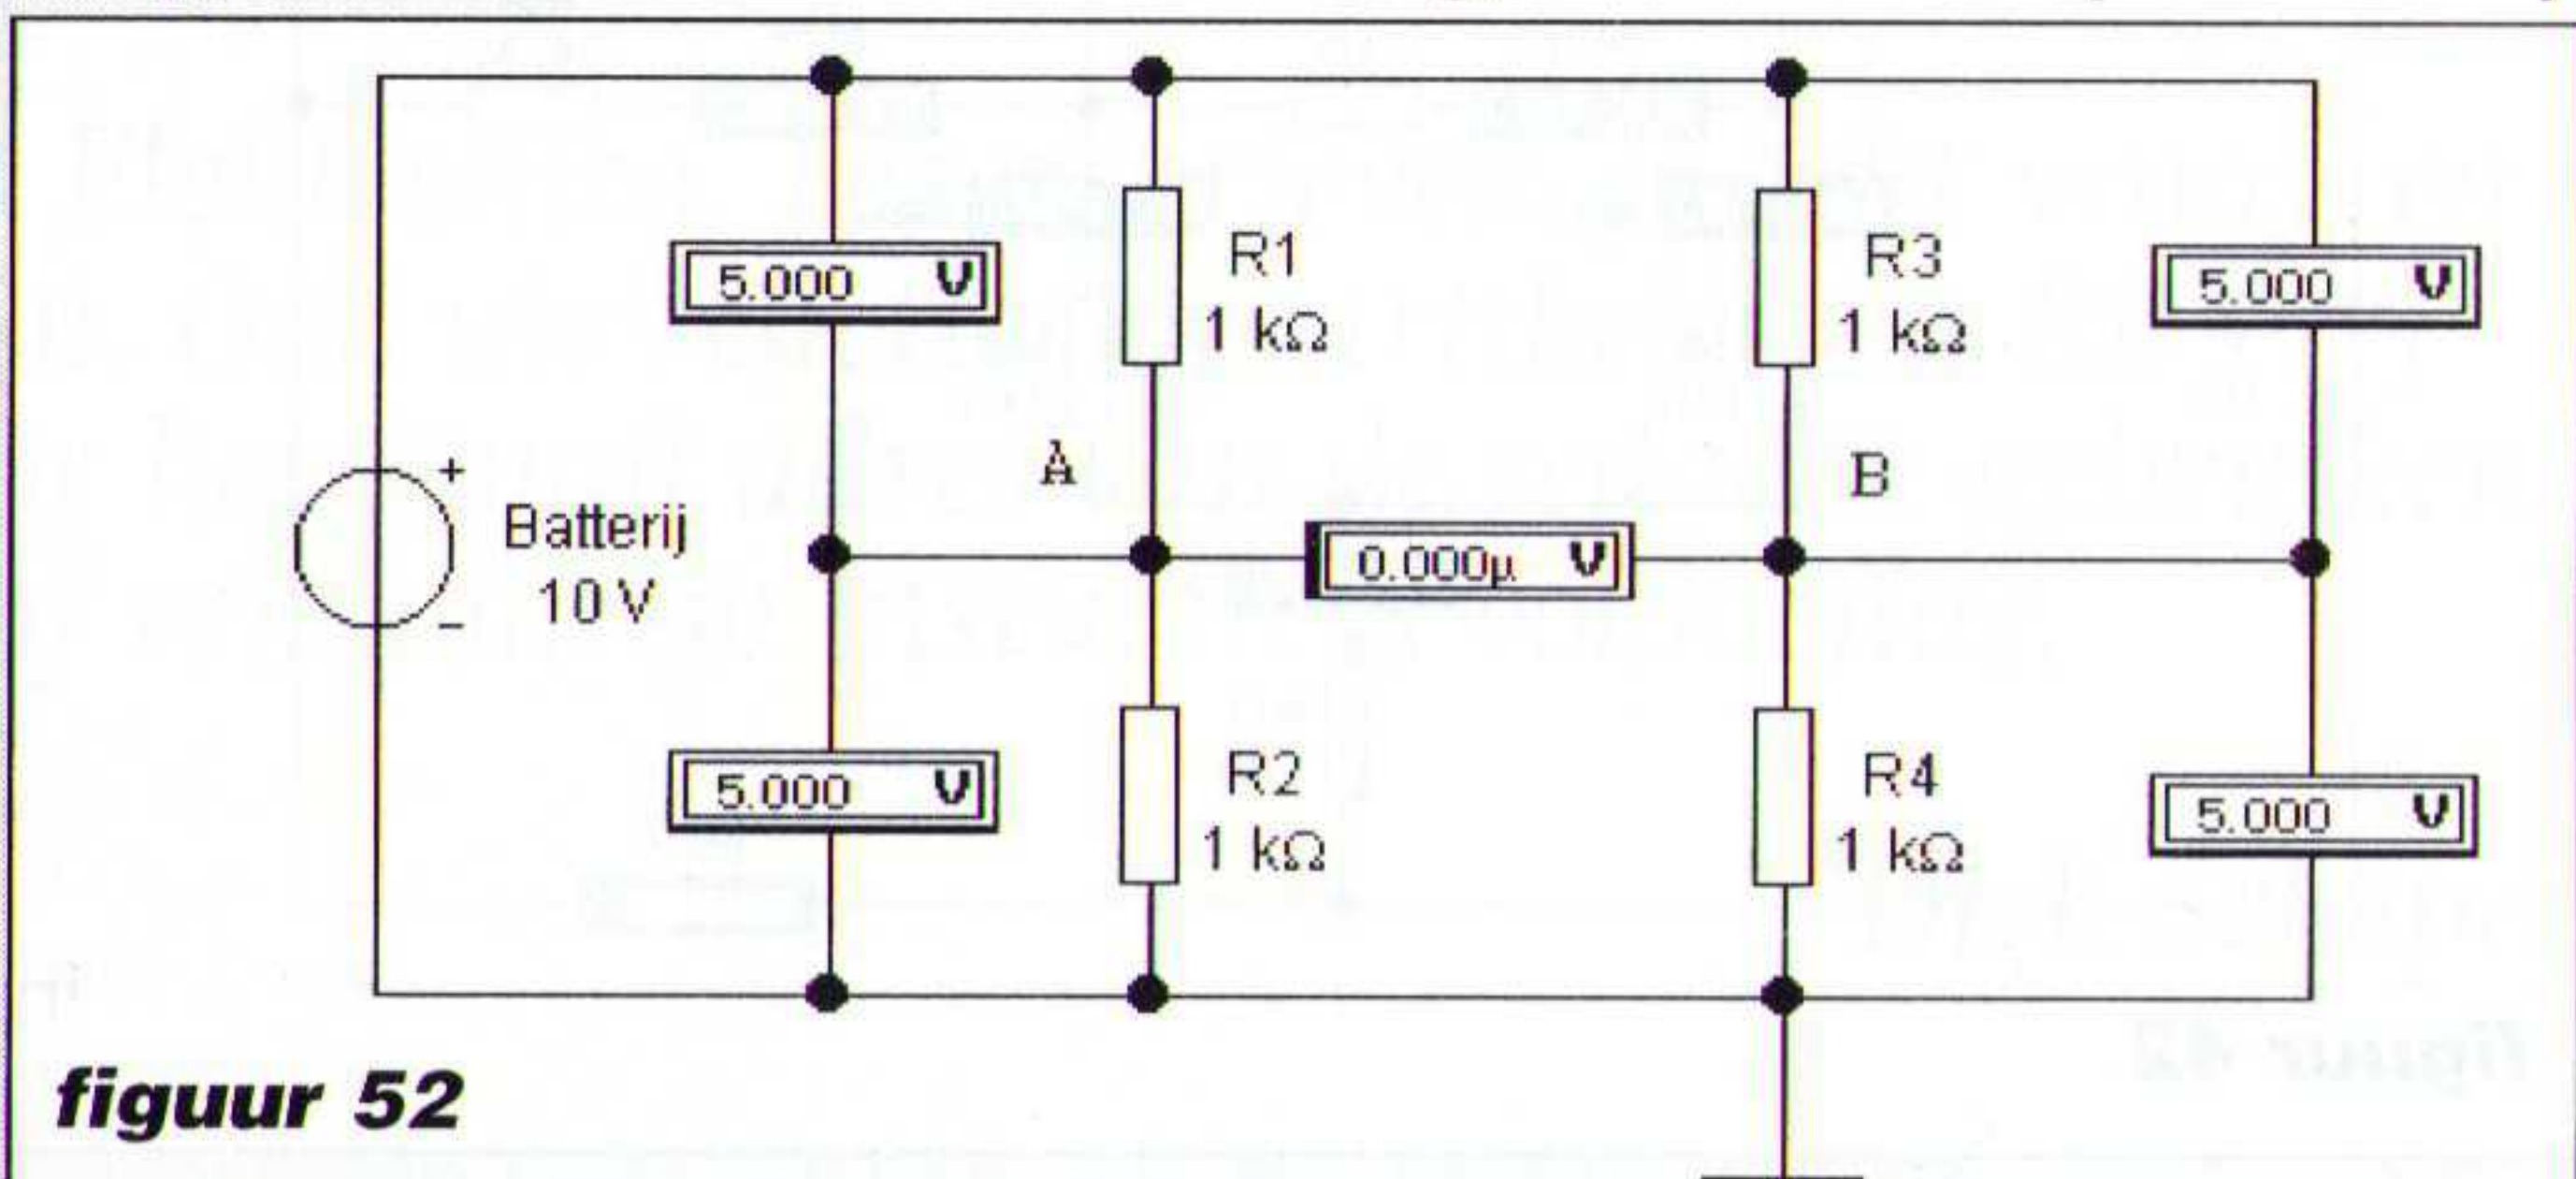 5.000 V
R1
1 kΩ
R3
1 kΩ
5.000 V
A
B
+
Batterij
10 V
−
0.000µ V
5.000 V
R2
1 kΩ
R4
1 kΩ
5.000 V
figuur 52